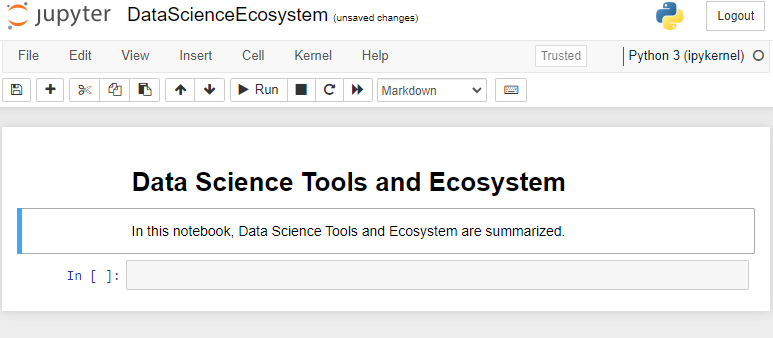 jupyter DataScienceEcosystem (unsaved changes) Logout
File Edit View Insert Cell Kernel Help Trusted Python 3 (ipykernel)
Run Markdown
Data Science Tools and Ecosystem
In this notebook, Data Science Tools and Ecosystem are summarized.
In [ ]: